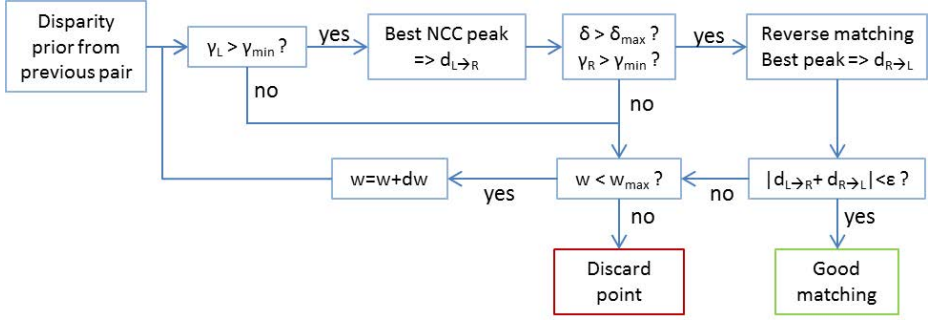 Disparity
prior from
previous pair
γL > γmin ?
yes
no
Best NCC peak
=> dL→R
δ > δmax ?
γR > γmin ?
yes
no
Reverse matching
Best peak => dR→L
w=w+dw
yes
w < wmax ?
no
no
|dL→R+ dR→L|<ε ?
yes
Discard
point
Good
matching